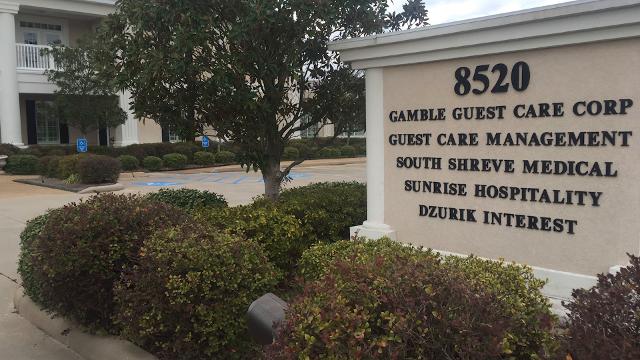 8520
GAMBLE GUEST CARE CORP
GUEST CARE MANAGEMENT
SOUTH SHREVE MEDICAL
SUNRISE HOSPITALITY
DZURIK INTEREST